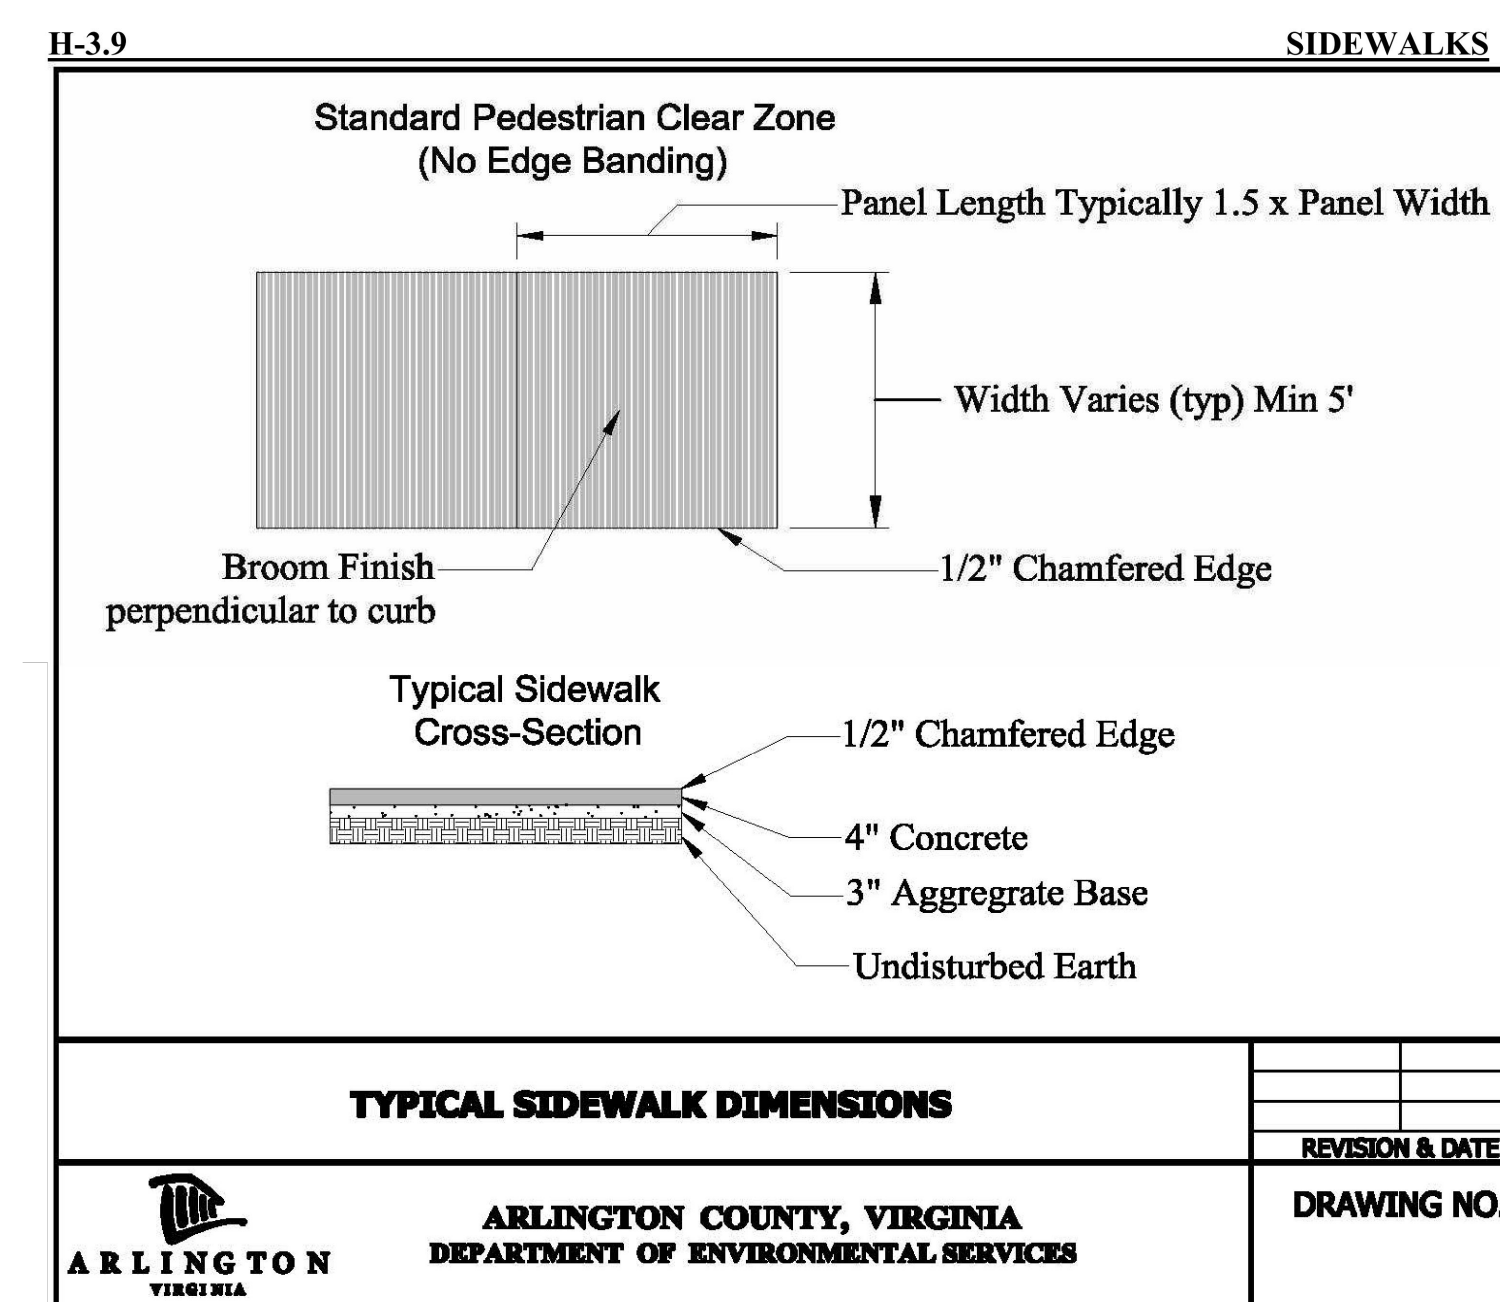 H-3.9 SIDEWALKS
Standard Pedestrian Clear Zone
(No Edge Banding)
Panel Length Typically 1.5 x Panel Width
Width Varies (typ) Min 5'
Broom Finish
perpendicular to curb
1/2" Chamfered Edge
Typical Sidewalk
Cross-Section
1/2" Chamfered Edge
4" Concrete
3" Aggregrate Base
Undisturbed Earth
TYPICAL SIDEWALK DIMENSIONS
REVISION & DATE
ARLINGTON
VIRGINIA
ARLINGTON COUNTY, VIRGINIA
DEPARTMENT OF ENVIRONMENTAL SERVICES
DRAWING NO.